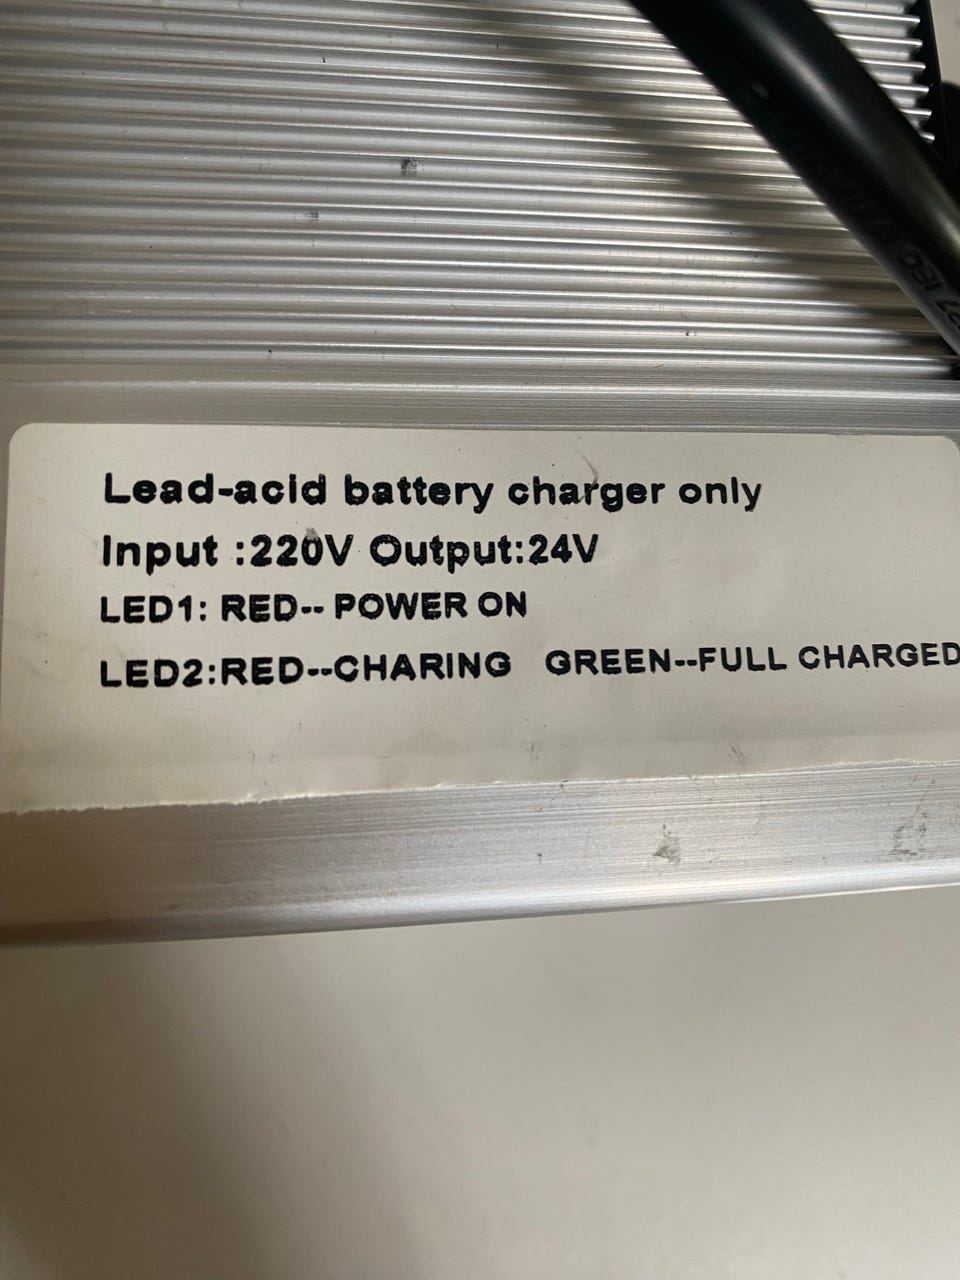 Lead-acid battery charger only
Input :220V Output:24V
LED1: RED-- POWER ON
LED2:RED--CHARING GREEN--FULL CHARGED
IEC